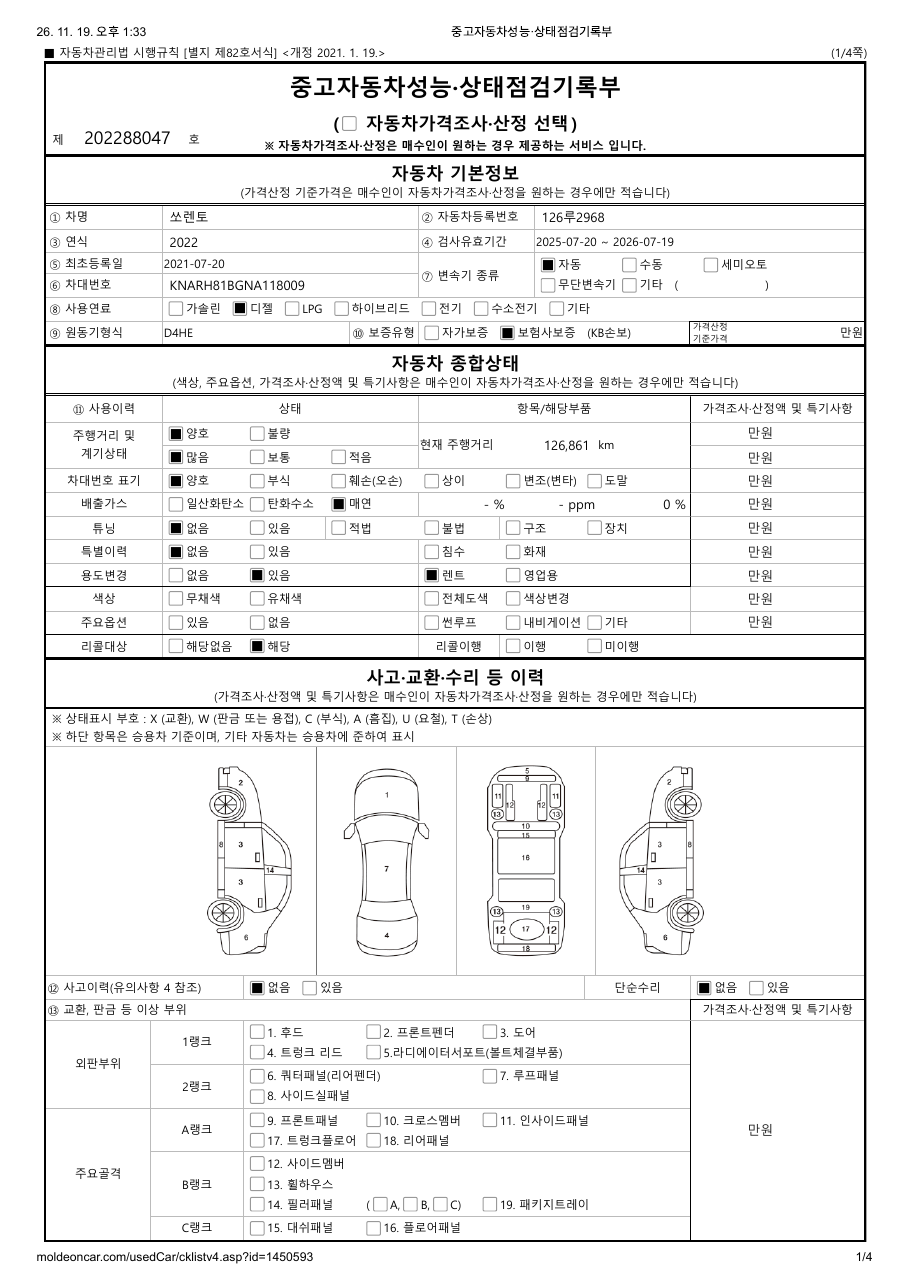 26. 11. 19. 오후 1:33 중고자동차성능·상태점검기록부
■ 자동차관리법 시행규칙 [별지 제82호서식] <개정 2021. 1. 19.> (1/4쪽)
중고자동차성능·상태점검기록부
(□ 자동차가격조사·산정 선택)
제 202288047 호
※ 자동차가격조사·산정은 매수인이 원하는 경우 제공하는 서비스 입니다.
자동차 기본정보
(가격산정 기준가격은 매수인이 자동차가격조사·산정을 원하는 경우에만 적습니다)
① 차명 쏘렌토 ② 자동차등록번호 126루2968
③ 연식 2022 ④ 검사유효기간 2025-07-20 ~ 2026-07-19
⑤ 최초등록일 2021-07-20 ⑦ 변속기 종류 ■ 자동 □ 수동 □ 세미오토
⑥ 차대번호 KNARH81BGNA118009 □ 무단변속기 □ 기타 ( )
⑧ 사용연료 □ 가솔린 ■ 디젤 □ LPG □ 하이브리드 □ 전기 □ 수소전기 □ 기타
⑨ 원동기형식 D4HE ⑩ 보증유형 □ 자가보증 ■ 보험사보증 (KB손보) 가격산정 기준가격 만원
자동차 종합상태
(색상, 주요옵션, 가격조사·산정액 및 특기사항은 매수인이 자동차가격조사·산정을 원하는 경우에만 적습니다)
⑪ 사용이력 상태 항목/해당부품 가격조사·산정액 및 특기사항
주행거리 및 계기상태 ■ 양호 □ 불량 현재 주행거리 126,861 km 만원
■ 많음 □ 보통 □ 적음 만원
차대번호 표기 ■ 양호 □ 부식 □ 훼손(오손) □ 상이 □ 변조(변타) □ 도말 만원
배출가스 □ 일산화탄소 □ 탄화수소 ■ 매연 - % - ppm 0 % 만원
튜닝 ■ 없음 □ 있음 □ 적법 □ 불법 □ 구조 □ 장치 만원
특별이력 ■ 없음 □ 있음 □ 침수 □ 화재 만원
용도변경 □ 없음 ■ 있음 ■ 렌트 □ 영업용 만원
색상 □ 무채색 □ 유채색 □ 전체도색 □ 색상변경 만원
주요옵션 □ 있음 □ 없음 □ 썬루프 □ 내비게이션 □ 기타 만원
리콜대상 □ 해당없음 ■ 해당 리콜이행 □ 이행 □ 미이행
사고·교환·수리 등 이력
(가격조사·산정액 및 특기사항은 매수인이 자동차가격조사·산정을 원하는 경우에만 적습니다)
※ 상태표시 부호 : X (교환), W (판금 또는 용접), C (부식), A (흠집), U (요철), T (손상)
※ 하단 항목은 승용차 기준이며, 기타 자동차는 승용차에 준하여 표시
2 8 3 14 3 6
1 7 4
5 9 11 12 12 11 13 13 10 15 16 19 13 13 12 17 12 18
2 3 8 14 3 6
⑫ 사고이력(유의사항 4 참조) ■ 없음 □ 있음 단순수리 ■ 없음 □ 있음
⑬ 교환, 판금 등 이상 부위 가격조사·산정액 및 특기사항
외판부위 1랭크 □ 1. 후드 □ 2. 프론트펜더 □ 3. 도어
□ 4. 트렁크 리드 □ 5.라디에이터서포트(볼트체결부품)
2랭크 □ 6. 쿼터패널(리어펜더) □ 7. 루프패널
□ 8. 사이드실패널
주요골격 A랭크 □ 9. 프론트패널 □ 10. 크로스멤버 □ 11. 인사이드패널 만원
□ 17. 트렁크플로어 □ 18. 리어패널
B랭크 □ 12. 사이드멤버
□ 13. 휠하우스
□ 14. 필러패널 (□ A, □ B, □ C) □ 19. 패키지트레이
C랭크 □ 15. 대쉬패널 □ 16. 플로어패널
moldeoncar.com/usedCar/cklistv4.asp?id=1450593 1/4